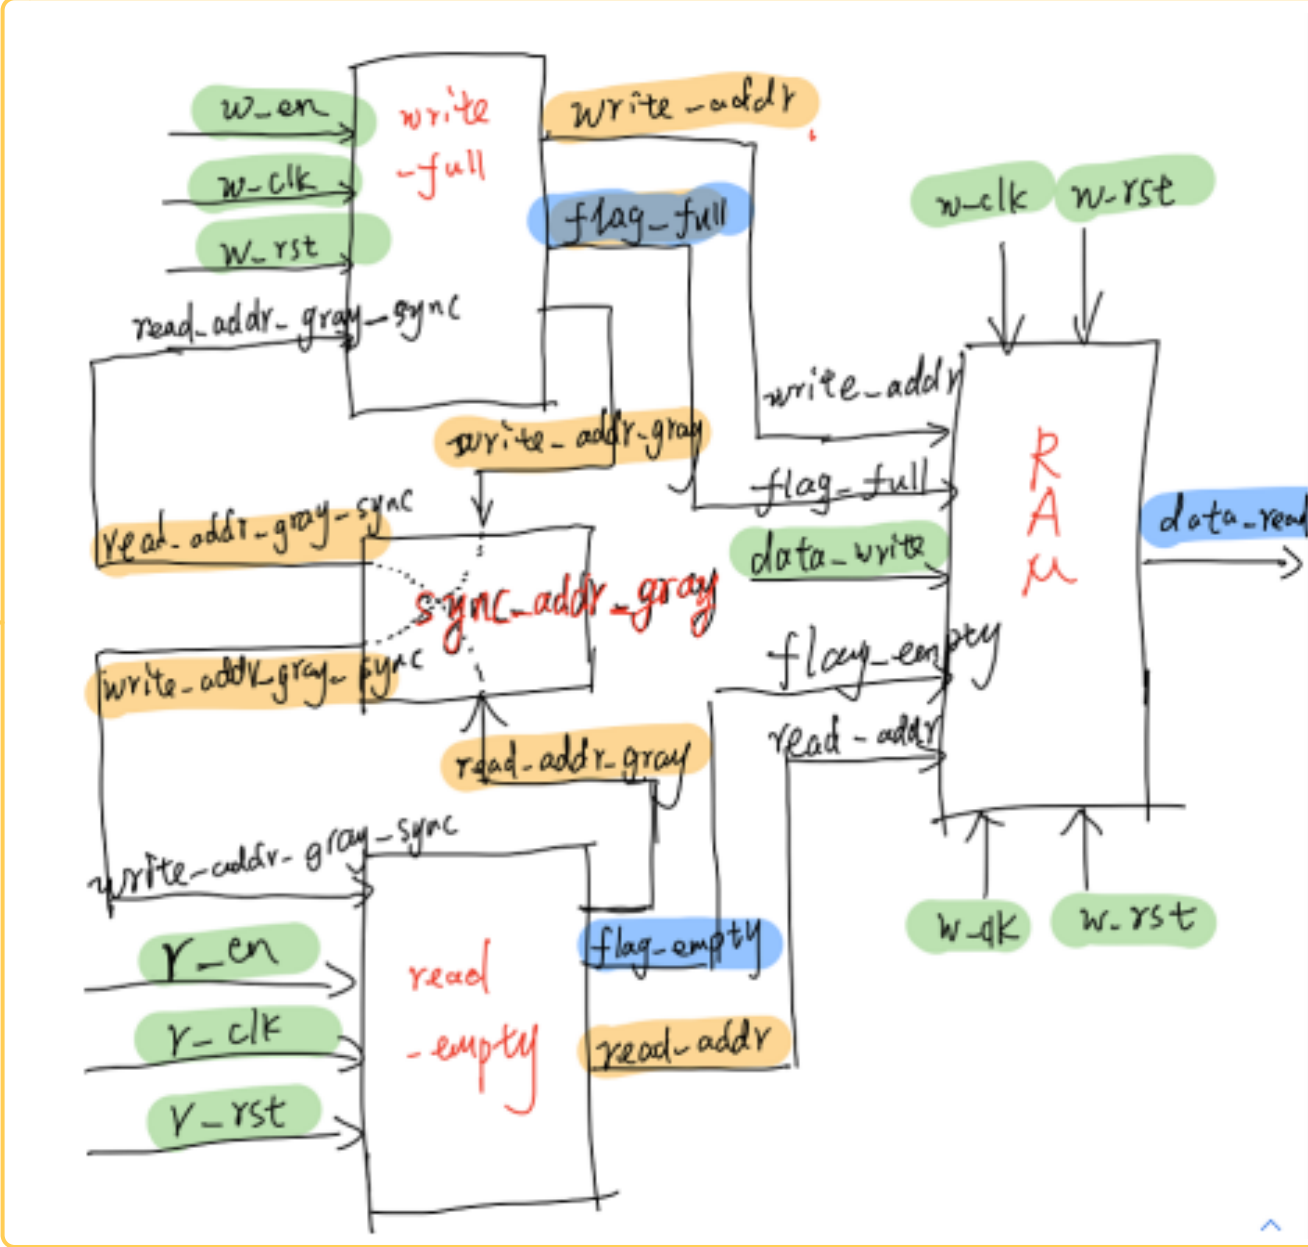 w_en
w_clk
w_rst
read_addr_gray_sync
write
-full
write_addr
flag_full
write_addr_gray
read_addr_gray_sync
sync_addr_gray
write_addr_gray_sync
read_addr_gray
write_addr_gray_sync
r_en
r_clk
r_rst
read
-empty
flag_empty
read_addr
w_clk
w_rst
write_addr
flag_full
data_write
flag_empty
read_addr
RAM
data_read
w_clk
w_rst